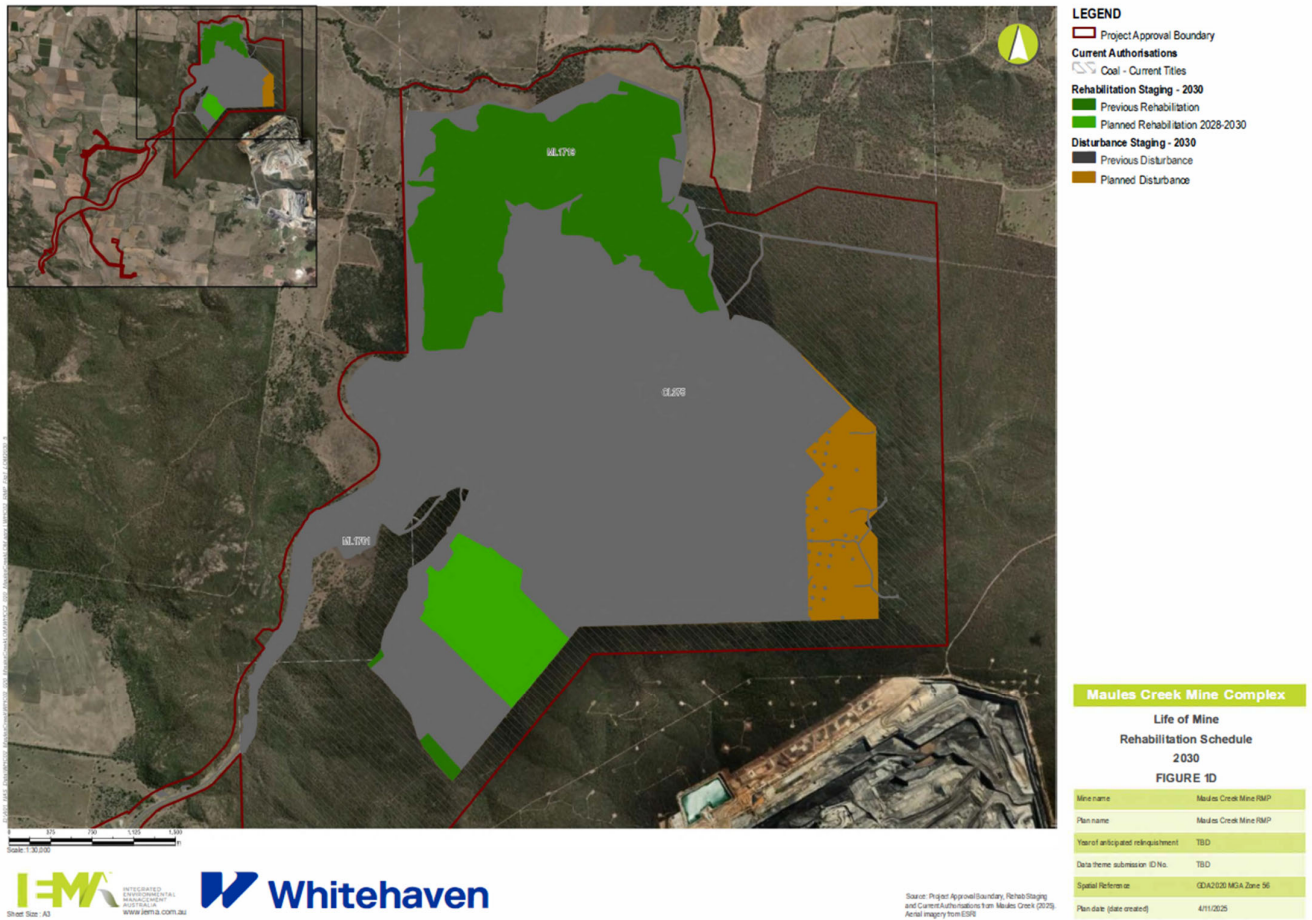 LEGEND
Project Approval Boundary
Current Authorisations
Coal - Current Titles
Rehabilitation Staging - 2030
Previous Rehabilitation
Planned Rehabilitation 2028-2030
Disturbance Staging - 2030
Previous Disturbance
Planned Disturbance
ML1719
CL375
ML1701
Maules Creek Mine Complex
Life of Mine
Rehabilitation Schedule
2030
FIGURE 1D
Mine name Maules Creek Mine RMP
Plan name Maules Creek Mine RMP
Year of anticipated relinquishment TBD
Data theme submission ID No. TBD
Spatial Reference GDA2020 MGA Zone 56
Plan date (date created) 4/11/2025
0 375 750 1,125 1,500
m
Scale: 1:30,000
IEMA
INTEGRATED
ENVIRONMENTAL
MANAGEMENT
AUSTRALIA
www.iema.com.au
Sheet Size : A3
Whitehaven
Source: Project Approval Boundary, Rehab Staging
and Current Authorisations from Maules Creek (2025).
Aerial imagery from ESRI